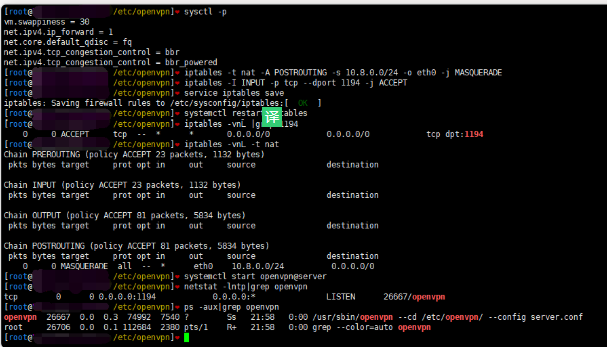 [root@ /etc/openvpn]# sysctl -p
vm.swappiness = 30
net.ipv4.ip_forward = 1
net.core.default_qdisc = fq
net.ipv4.tcp_congestion_control = bbr
net.ipv4.tcp_congestion_control = bbr_powered
[root@ /etc/openvpn]# iptables -t nat -A POSTROUTING -s 10.8.0.0/24 -o eth0 -j MASQUERADE
[root@ /etc/openvpn]# iptables -I INPUT -p tcp --dport 1194 -j ACCEPT
[root@ /etc/openvpn]# service iptables save
iptables: Saving firewall rules to /etc/sysconfig/iptables:[ OK ]
[root@ /etc/openvpn]# systemctl restart tables
[root@ /etc/openvpn]# iptables -vnL |g 1194
0 0 ACCEPT tcp -- * * 0.0.0.0/0 0.0.0.0/0 tcp dpt:1194
[root@ /etc/openvpn]# iptables -vnL -t nat
Chain PREROUTING (policy ACCEPT 23 packets, 1132 bytes)
pkts bytes target prot opt in out source destination
Chain INPUT (policy ACCEPT 23 packets, 1132 bytes)
pkts bytes target prot opt in out source destination
Chain OUTPUT (policy ACCEPT 81 packets, 5834 bytes)
pkts bytes target prot opt in out source destination
Chain POSTROUTING (policy ACCEPT 81 packets, 5834 bytes)
pkts bytes target prot opt in out source destination
0 0 MASQUERADE all -- * eth0 10.8.0.0/24 0.0.0.0/0
[root@ /etc/openvpn]# systemctl start openvpn@server
[root@ /etc/openvpn]# netstat -lntp|grep openvpn
tcp 0 0 0.0.0.0:1194 0.0.0.0:* LISTEN 26667/openvpn
[root@ /etc/openvpn]# ps -aux|grep openvpn
openvpn 26667 0.0 0.3 74992 7540 ? Ss 21:58 0:00 /usr/sbin/openvpn --cd /etc/openvpn/ --config server.conf
root 26706 0.0 0.1 112684 2380 pts/1 R+ 21:58 0:00 grep --color=auto openvpn
[root@ /etc/openvpn]#
译